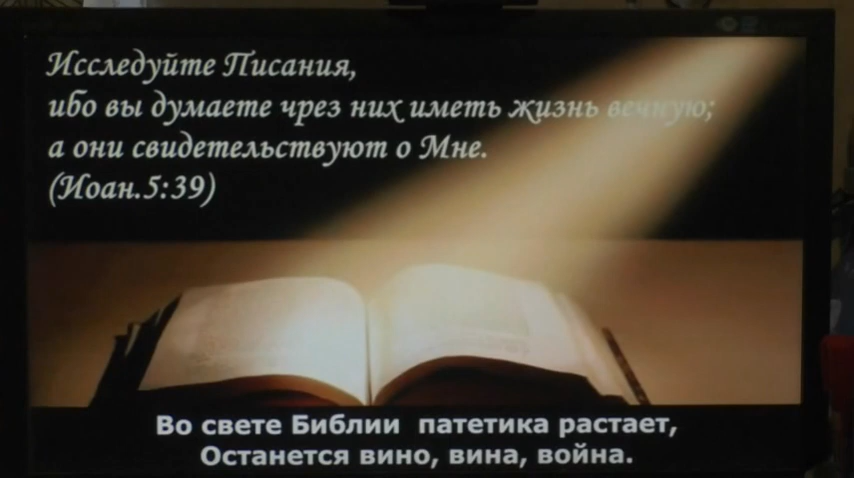 Исследуйте Писания,
ибо вы думаете чрез них иметь жизнь вечную;
а они свидетельствуют о Мне.
(Иоан.5:39)
Во свете Библии патетика растает,
Останется вино, вина, война.